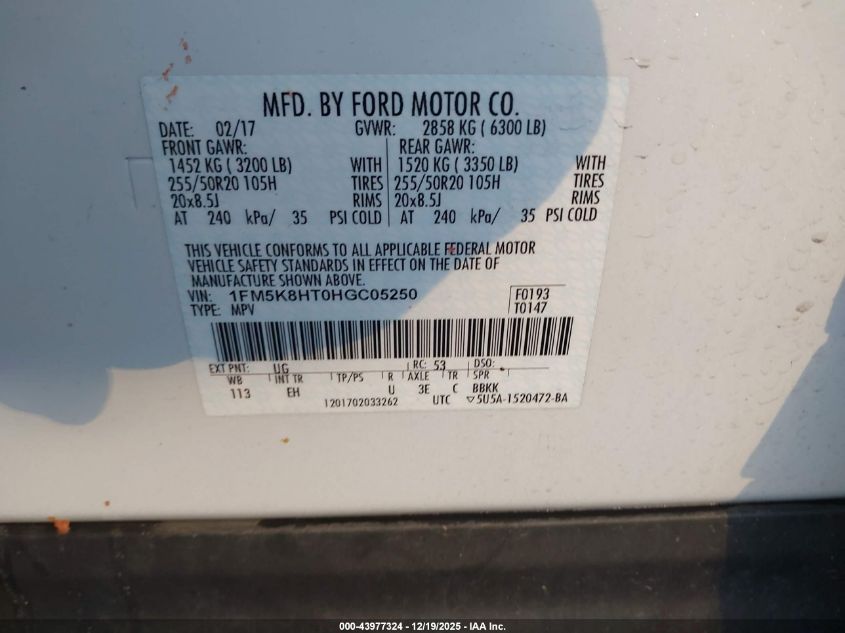 MFD. BY FORD MOTOR CO.
DATE: 02/17 GVWR: 2858 KG ( 6300 LB)
FRONT GAWR: REAR GAWR:
1452 KG ( 3200 LB) WITH 1520 KG ( 3350 LB) WITH
255/50R20 105H TIRES 255/50R20 105H TIRES
20x8.5J RIMS 20x8.5J RIMS
AT 240 kPa/ 35 PSI COLD AT 240 kPa/ 35 PSI COLD
THIS VEHICLE CONFORMS TO ALL APPLICABLE FEDERAL MOTOR
VEHICLE SAFETY STANDARDS IN EFFECT ON THE DATE OF
MANUFACTURE SHOWN ABOVE.
VIN: 1FM5K8HT0HGC05250 F0193
TYPE: MPV T0147
EXT PNT: UG RC: 53 DSO:
WB INT TR TP/PS R AXLE TR SPR
113 EH U 3E C BBKK
1201702033262 UTC ▽5U5A-1520472-BA
000-43977324 - 12/19/2025 - IAA Inc.